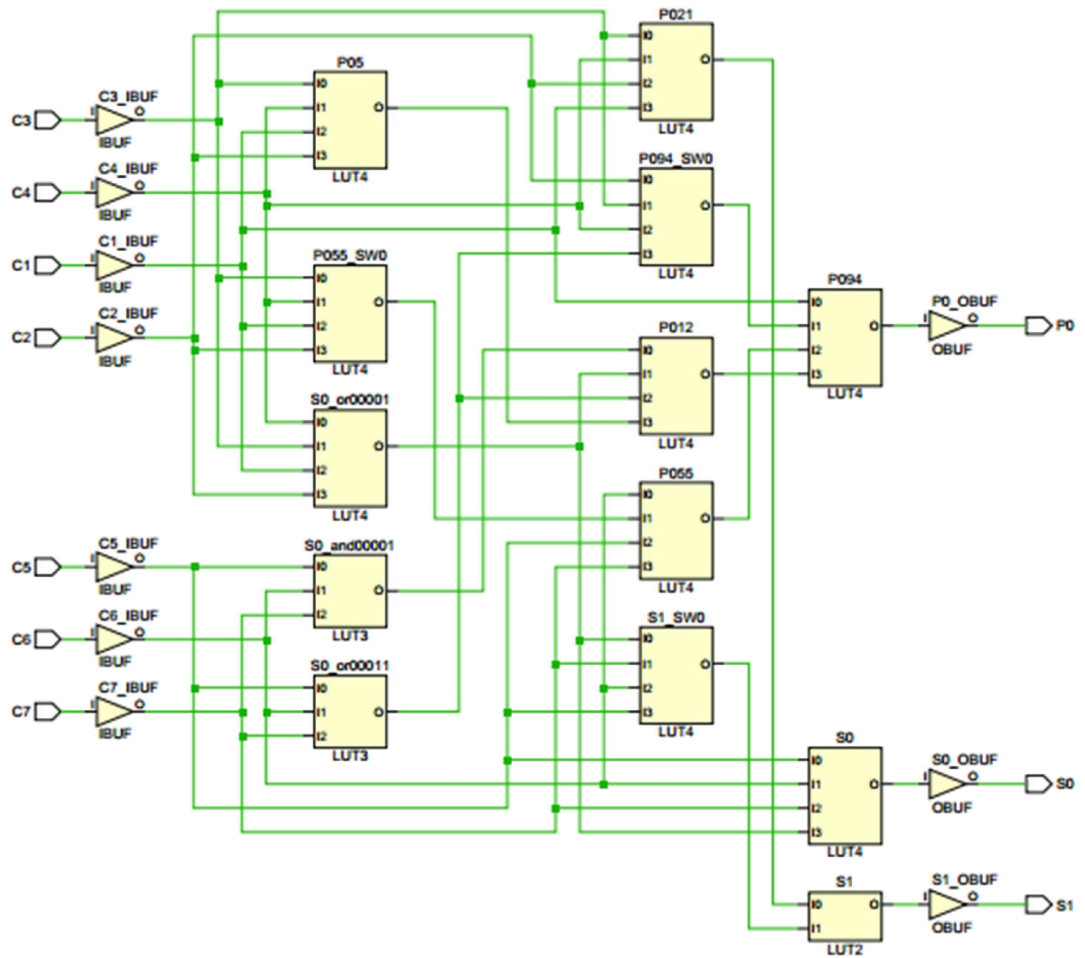 C3
C3_IBUF
I
O
IBUF
C4
C4_IBUF
I
O
IBUF
C1
C1_IBUF
I
O
IBUF
C2
C2_IBUF
I
O
IBUF
C5
C5_IBUF
I
O
IBUF
C6
C6_IBUF
I
O
IBUF
C7
C7_IBUF
I
O
IBUF
P05
I0
I1
I2
I3
O
LUT4
P055_SW0
I0
I1
I2
I3
O
LUT4
S0_or00001
I0
I1
I2
I3
O
LUT4
S0_and00001
I0
I1
I2
O
LUT3
S0_or00011
I0
I1
I2
O
LUT3
P021
I0
I1
I2
I3
O
LUT4
P094_SW0
I0
I1
I2
I3
O
LUT4
P012
I0
I1
I2
I3
O
LUT4
P055
I0
I1
I2
I3
O
LUT4
S1_SW0
I0
I1
I2
I3
O
LUT4
P094
I0
I1
I2
I3
O
LUT4
P0_OBUF
I
O
OBUF
P0
S0
I0
I1
I2
I3
O
LUT4
S0_OBUF
I
O
OBUF
S0
S1
I0
I1
O
LUT2
S1_OBUF
I
O
OBUF
S1